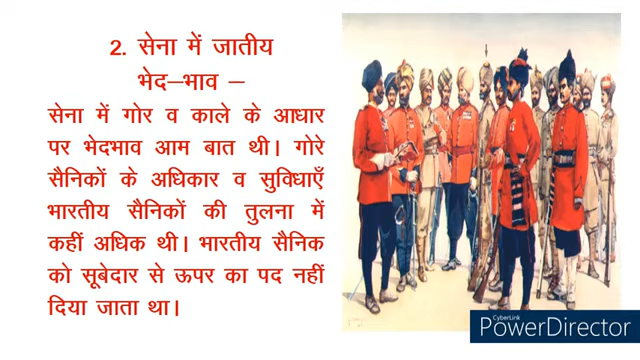 2. सेना में जातीय
भेद–भाव –
सेना में गोर व काले के आधार
पर भेदभाव आम बात थी। गोरे
सैनिकों के अधिकार व सुविधाएँ
भारतीय सैनिकों की तुलना में
कहीं अधिक थी। भारतीय सैनिक
को सूबेदार से ऊपर का पद नहीं
दिया जाता था।
CyberLink
PowerDirector